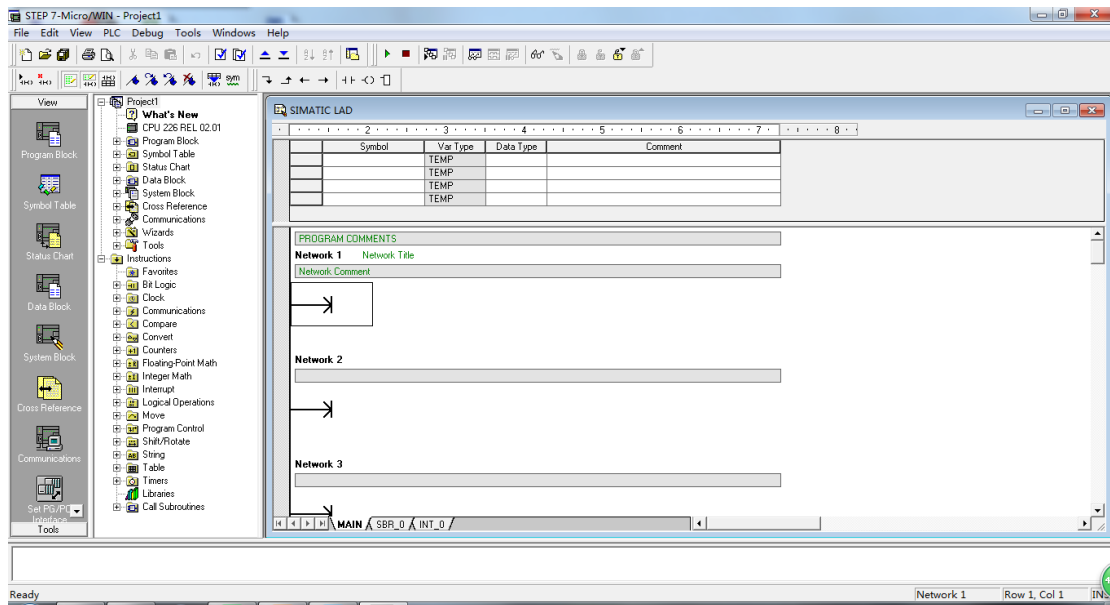 STEP 7-Micro/WIN - Project1
File Edit View PLC Debug Tools Windows Help
sym
View
Program Block
Symbol Table
Status Chart
Data Block
System Block
Cross Reference
Communications
Set PG/PC
Interface
Tools
Project1
What's New
CPU 226 REL 02.01
Program Block
Symbol Table
Status Chart
Data Block
System Block
Cross Reference
Communications
Wizards
Tools
Instructions
Favorites
Bit Logic
Clock
Communications
Compare
Convert
Counters
Floating-Point Math
Integer Math
Interrupt
Logical Operations
Move
Program Control
Shift/Rotate
String
Table
Timers
Libraries
Call Subroutines
SIMATIC LAD
2 3 4 5 6 7 8
Symbol Var Type Data Type Comment
TEMP
TEMP
TEMP
TEMP
PROGRAM COMMENTS
Network 1 Network Title
Network Comment
Network 2
Network 3
MAIN SBR_0 INT_0
Ready Network 1 Row 1, Col 1